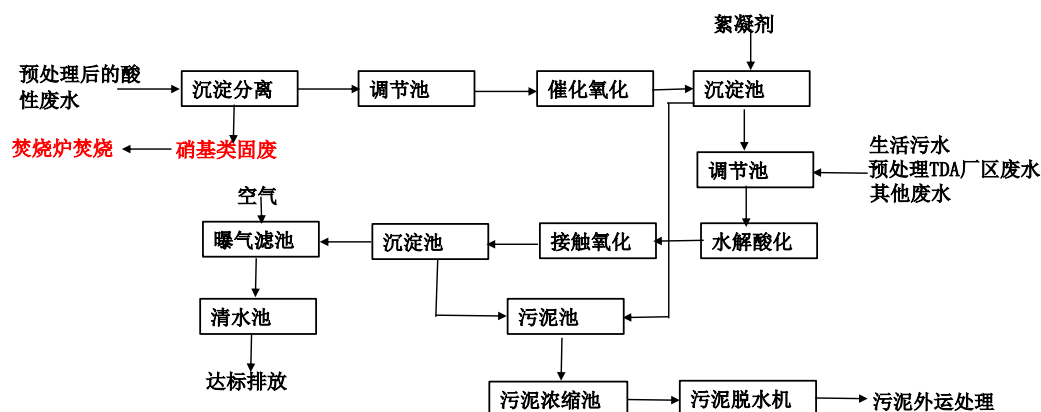 絮凝剂
预处理后的酸
性废水
沉淀分离
调节池
催化氧化
沉淀池
焚烧炉焚烧
硝基类固废
生活污水
预处理TDA厂区废水
其他废水
调节池
空气
曝气滤池
沉淀池
接触氧化
水解酸化
清水池
污泥池
达标排放
污泥浓缩池
污泥脱水机
污泥外运处理